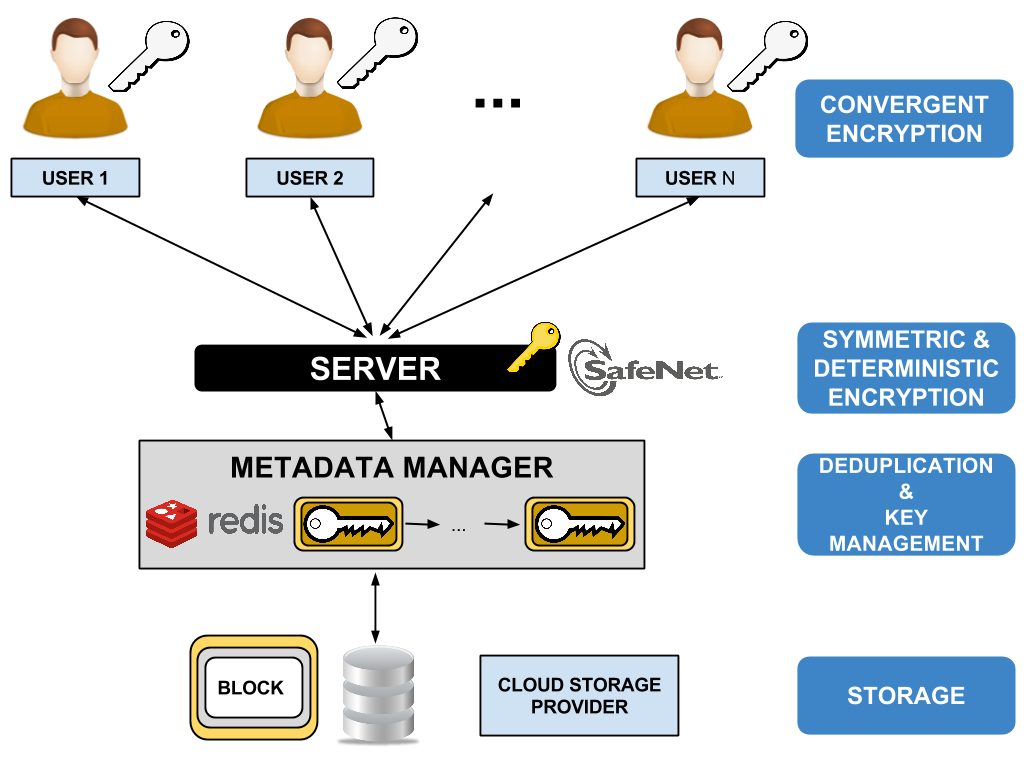 CONVERGENT
ENCRYPTION
USER 1
USER 2
...
USER N
SERVER
SafeNet
SYMMETRIC &
DETERMINISTIC
ENCRYPTION
METADATA MANAGER
redis
...
DEDUPLICATION
&
KEY
MANAGEMENT
BLOCK
CLOUD STORAGE
PROVIDER
STORAGE